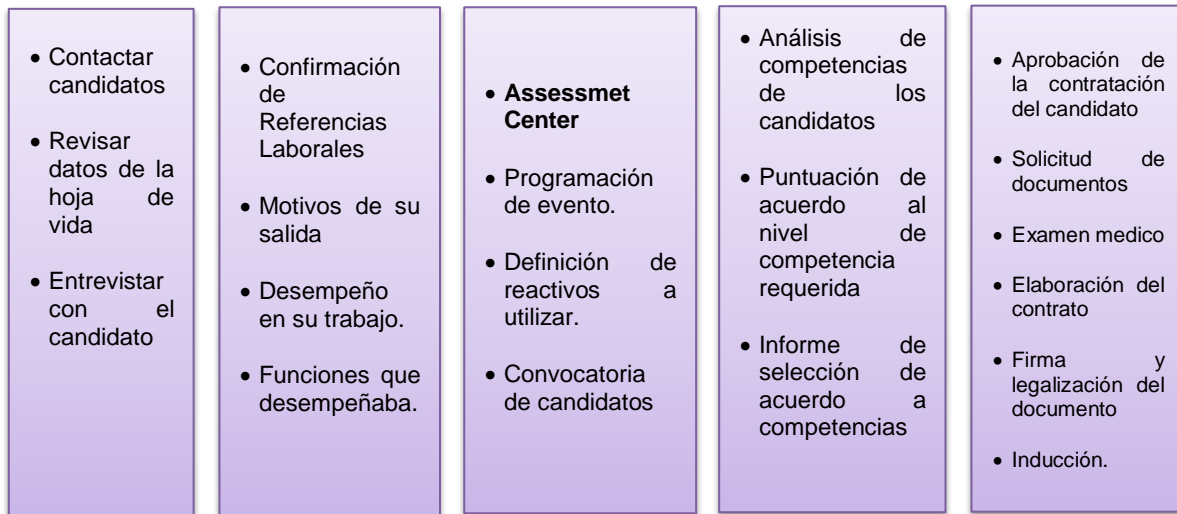 • Contactar
candidatos
• Revisar
datos de la
hoja de
vida
• Entrevistar
con el
candidato
• Confirmación
de
Referencias
Laborales
• Motivos de su
salida
• Desempeño
en su trabajo.
• Funciones que
desempeñaba.
• Assessmet
Center
• Programación
de evento.
• Definición de
reactivos a
utilizar.
• Convocatoria
de candidatos
• Análisis de
competencias
de los
candidatos
• Puntuación de
acuerdo al
nivel de
competencia
requerida
• Informe de
selección de
acuerdo a
competencias
• Aprobación de
la contratación
del candidato
• Solicitud de
documentos
• Examen medico
• Elaboración del
contrato
• Firma y
legalización del
documento
• Inducción.